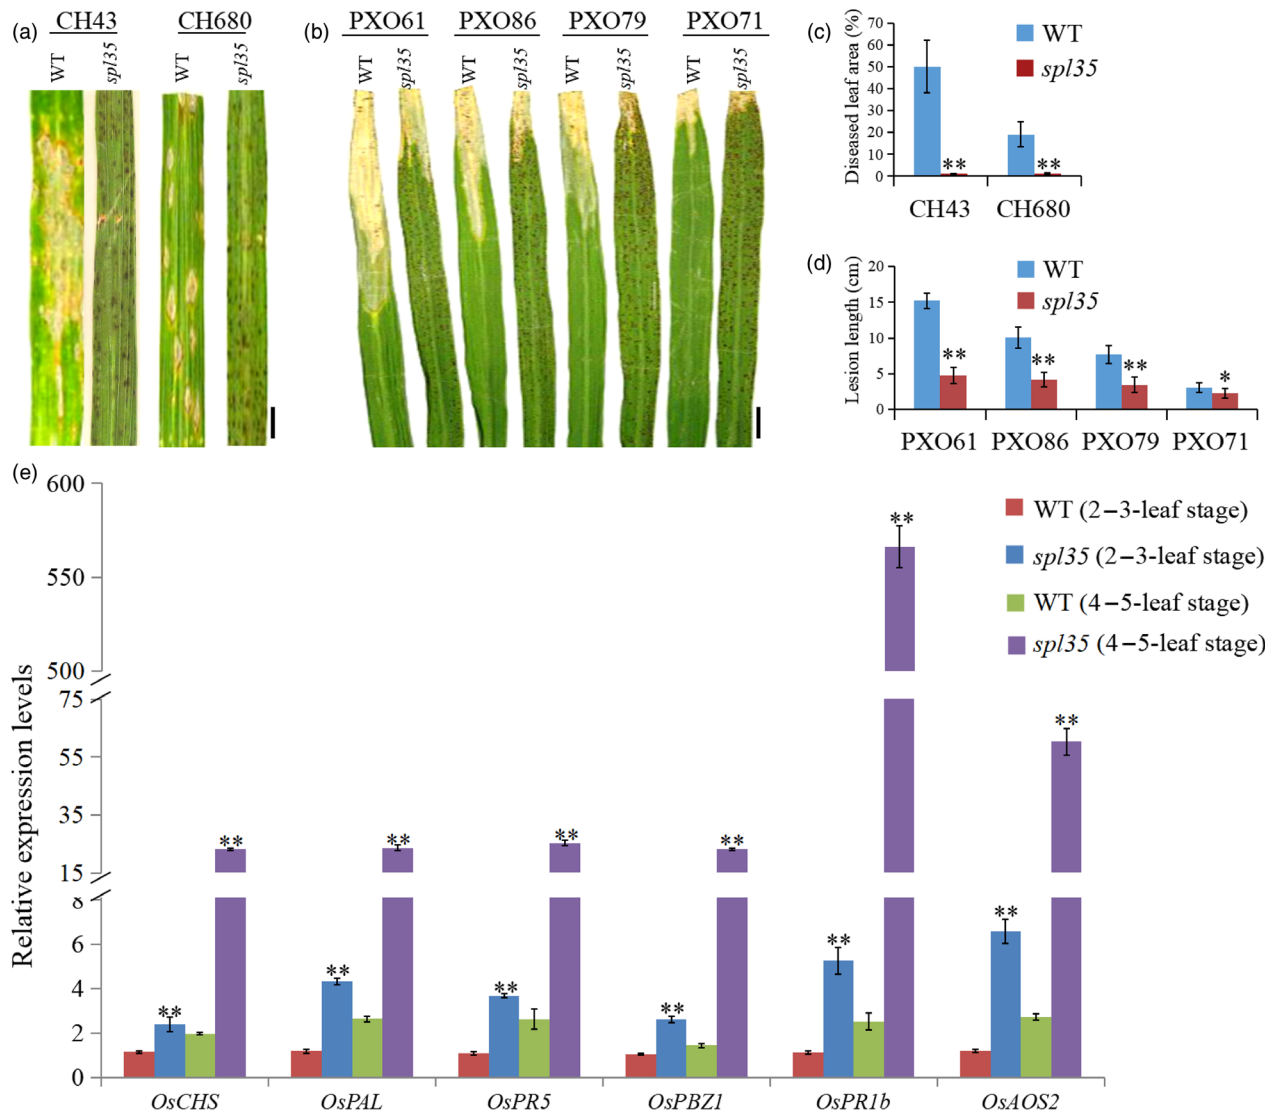 (a) CH43 CH680
WT spl35 WT spl35
(b) PXO61 PXO86 PXO79 PXO71
WT spl35 WT spl35 WT spl35 WT spl35
(c)
Diseased leaf area (%)
70
60
50
40
30
20
10
0
WT
spl35
** **
CH43 CH680
(d)
Lesion length (cm)
20
15
10
5
0
WT
spl35
** ** ** *
PXO61 PXO86 PXO79 PXO71
(e)
Relative expression levels
600
550
500
75
55
35
15
8
6
4
2
0
WT (2−3-leaf stage)
spl35 (2−3-leaf stage)
WT (4−5-leaf stage)
spl35 (4−5-leaf stage)
** ** ** ** ** **
** ** ** ** ** **
OsCHS OsPAL OsPR5 OsPBZ1 OsPR1b OsAOS2